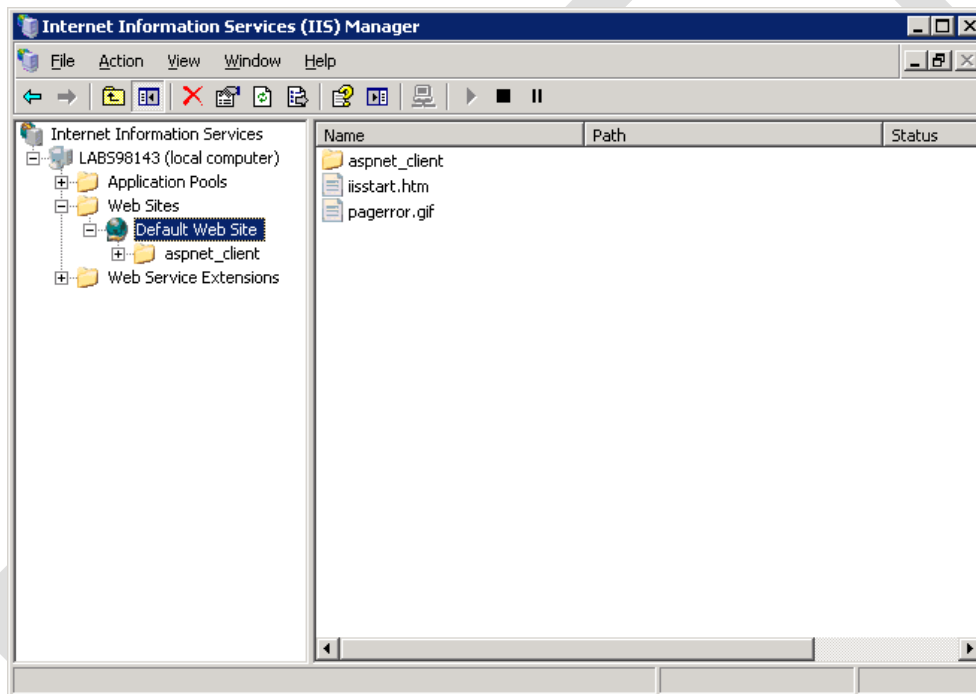 Internet Information Services (IIS) Manager
File Action View Window Help
Internet Information Services
LABS98143 (local computer)
Application Pools
Web Sites
Default Web Site
aspnet_client
Web Service Extensions
Name Path Status
aspnet_client
iisstart.htm
pagerror.gif